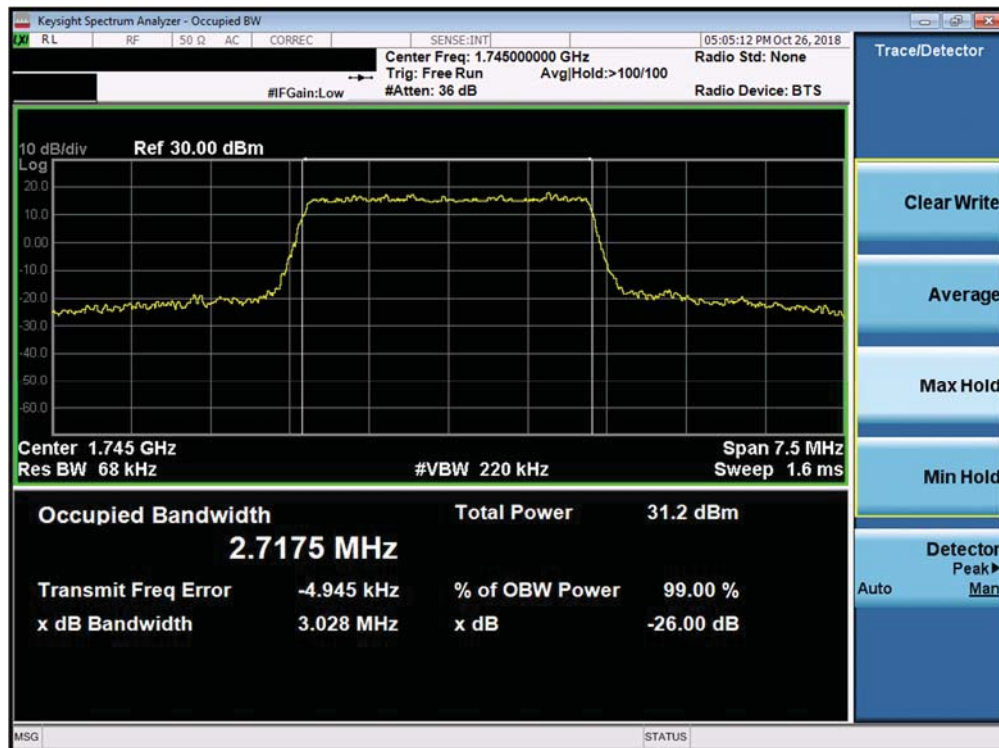 Keysight Spectrum Analyzer - Occupied BW
LXI RL RF 50 Ω AC CORREC SENSE:INT 05:05:12 PM Oct 26, 2018
Center Freq: 1.745000000 GHz Radio Std: None
Trig: Free Run Avg|Hold:>100/100
#IFGain:Low #Atten: 36 dB Radio Device: BTS
10 dB/div Ref 30.00 dBm
Log
20.0
10.0
0.00
-10.0
-20.0
-30.0
-40.0
-50.0
-60.0
Center 1.745 GHz Span 7.5 MHz
Res BW 68 kHz #VBW 220 kHz Sweep 1.6 ms
Occupied Bandwidth Total Power 31.2 dBm
2.7175 MHz
Transmit Freq Error -4.945 kHz % of OBW Power 99.00 %
x dB Bandwidth 3.028 MHz x dB -26.00 dB
MSG STATUS
Trace/Detector
Clear Write
Average
Max Hold
Min Hold
Detector
Peak▶
Auto Man